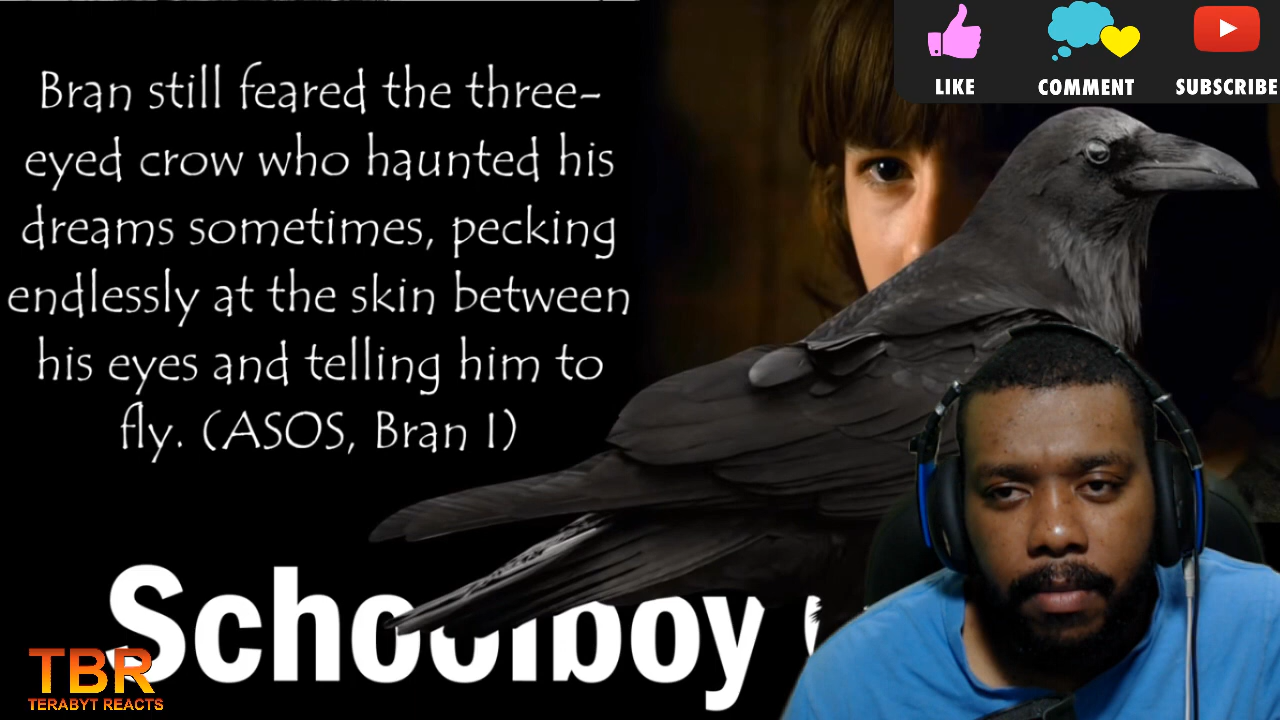 Bran still feared the three-
eyed crow who haunted his
dreams sometimes, pecking
endlessly at the skin between
his eyes and telling him to
fly. (ASOS, Bran I)
LIKE
COMMENT
SUBSCRIBE
Schoolboy
TBR
TERABYT REACTS